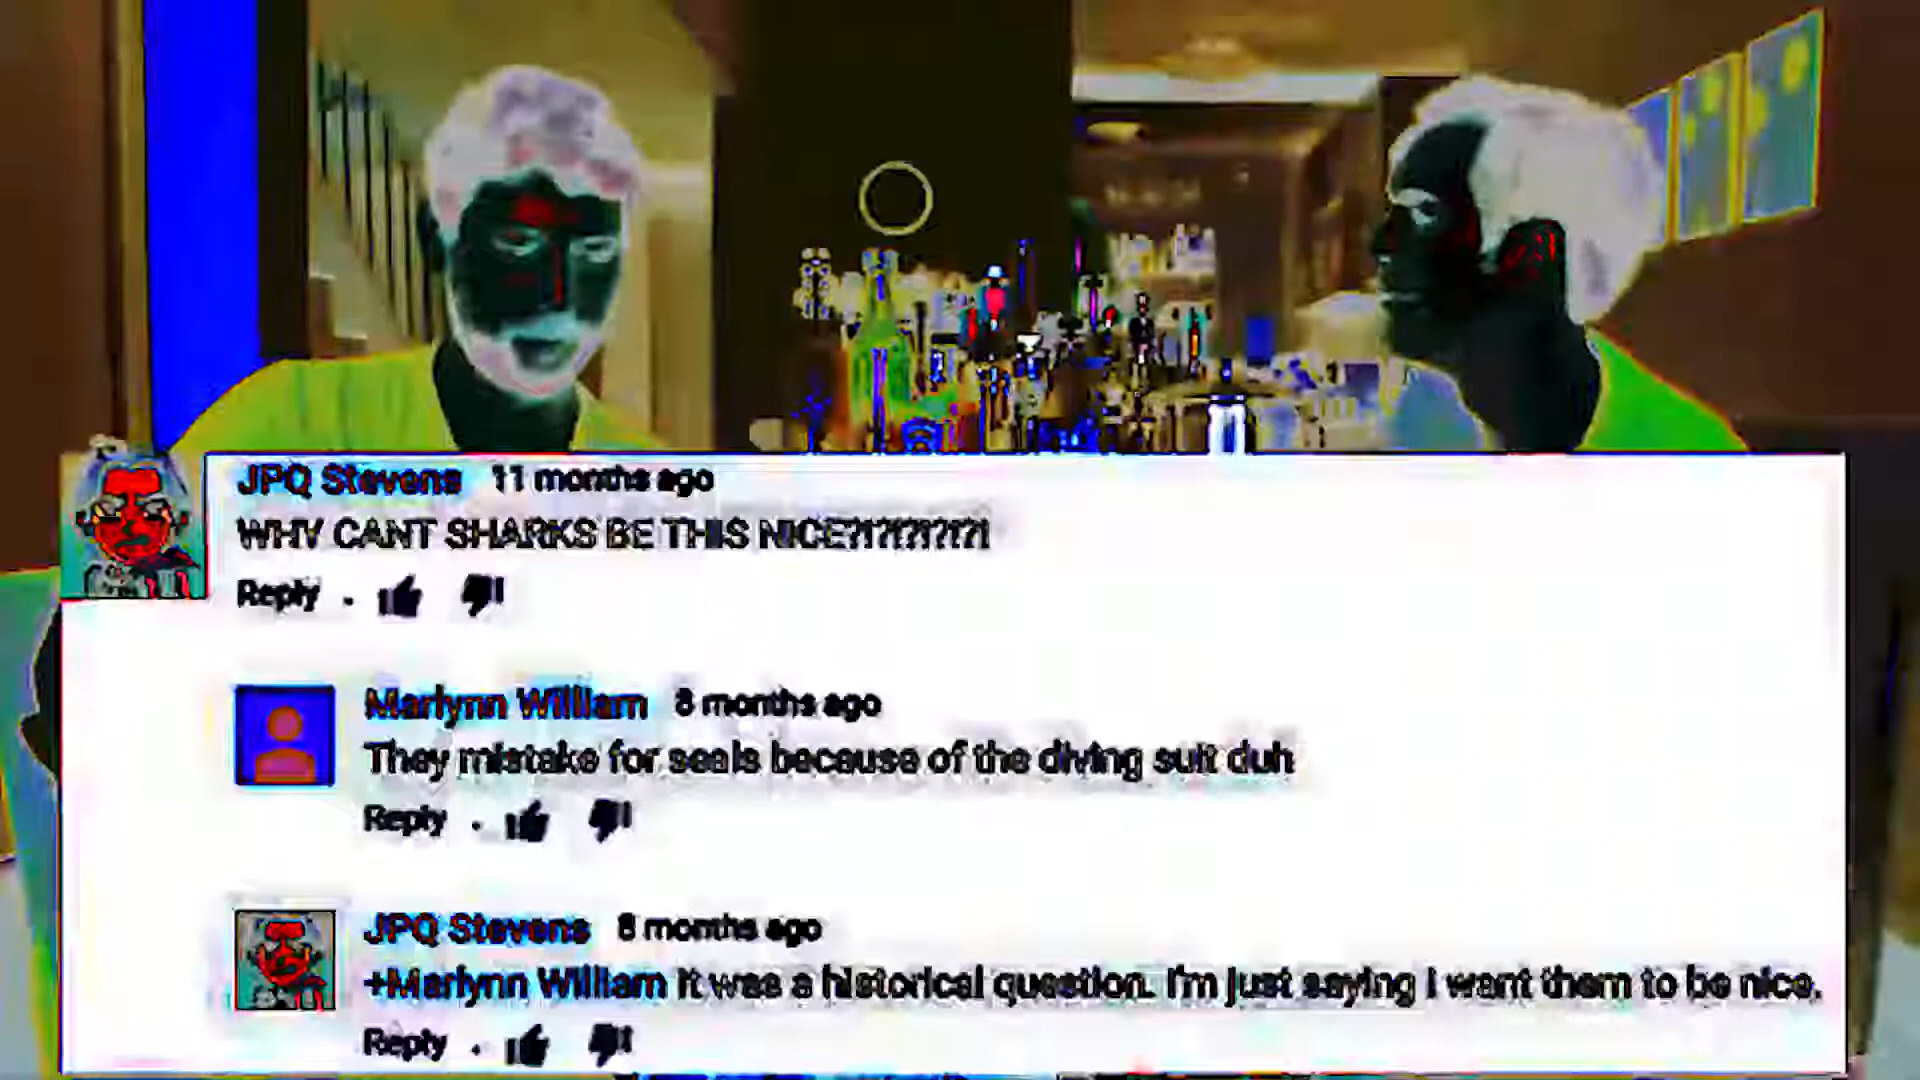 JPQ Stevens 11 months ago
WHY CANT SHARKS BE THIS NICE?!?!?!?!?!
Reply ·
Marlynn William 8 months ago
They mistake for seals because of the diving suit duh
Reply ·
JPQ Stevens 8 months ago
+Marlynn William It was a historical question. I'm just saying I want them to be nice.
Reply ·